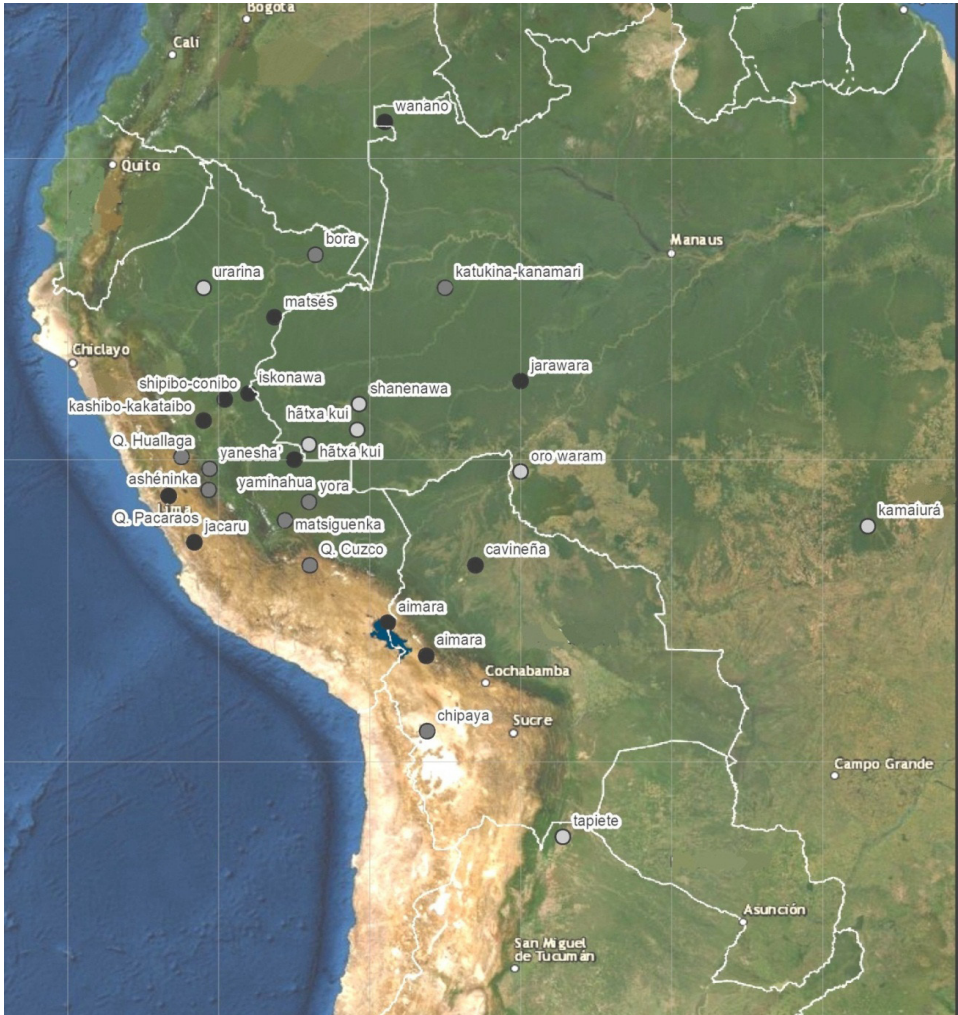 Bogotá
Cali
wanano
Quito
bora
Manaus
urarina
katukina-kanamari
matsés
Chiclayo
jarawara
iskonawa
shipibo-conibo
shanenawa
kashibo-kakataibo
hãtxa kui
Q. Huallaga
yanesha'
hãtxa kui
oro waram
ashéninka
yaminahua
yora
kamaiurá
Lima
Q. Pacaraos
jacaru
matsiguenka
Q. Cuzco
cavineña
aimara
aimara
Cochabamba
chipaya
Sucre
Campo Grande
tapiete
Asunción
San Miguel
de Tucumán